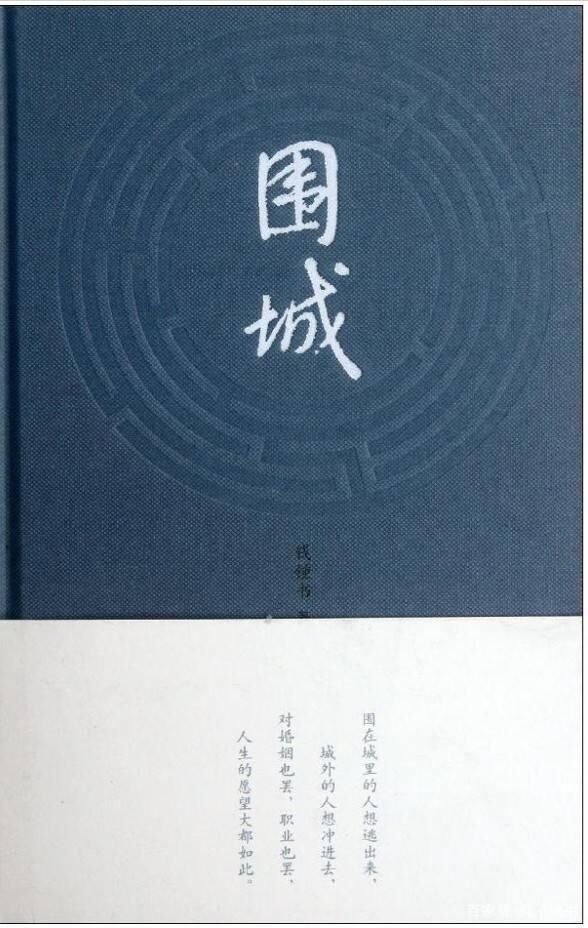 围城
钱锺书
围在城里的人想逃出来，
城外的人想冲进去，
对婚姻也罢，职业也罢，
人生的愿望大都如此。